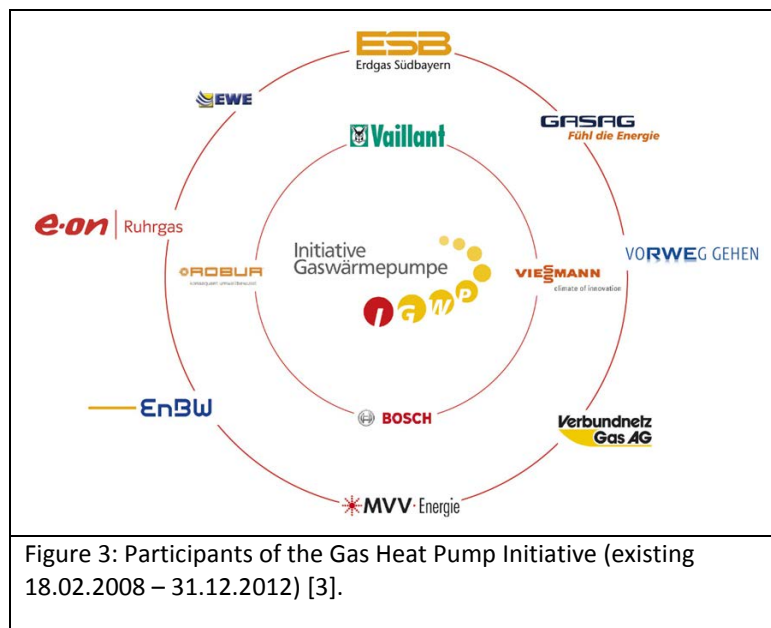 ESB
Erdgas Südbayern
EWE
GASAG
Fühl die Energie
Vaillant
e·on | Ruhrgas
Initiative
Gaswärmepumpe
IGWP
ROBUR
VIESSMANN
climate of innovation
VORWEG GEHEN
EnBW
BOSCH
Verbundnetz
Gas AG
MVV Energie
Figure 3: Participants of the Gas Heat Pump Initiative (existing
18.02.2008 – 31.12.2012) [3].